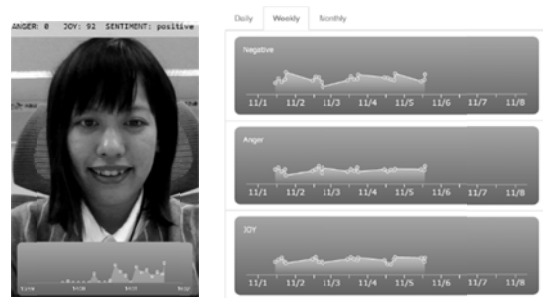 ANGER: 0 JOY: 92 SENTIMENT: positive
Daily Weekly Monthly
Negative
11/1 11/2 11/3 11/4 11/5 11/6 11/7 11/8
Anger
11/1 11/2 11/3 11/4 11/5 11/6 11/7 11/8
JOY
11/1 11/2 11/3 11/4 11/5 11/6 11/7 11/8